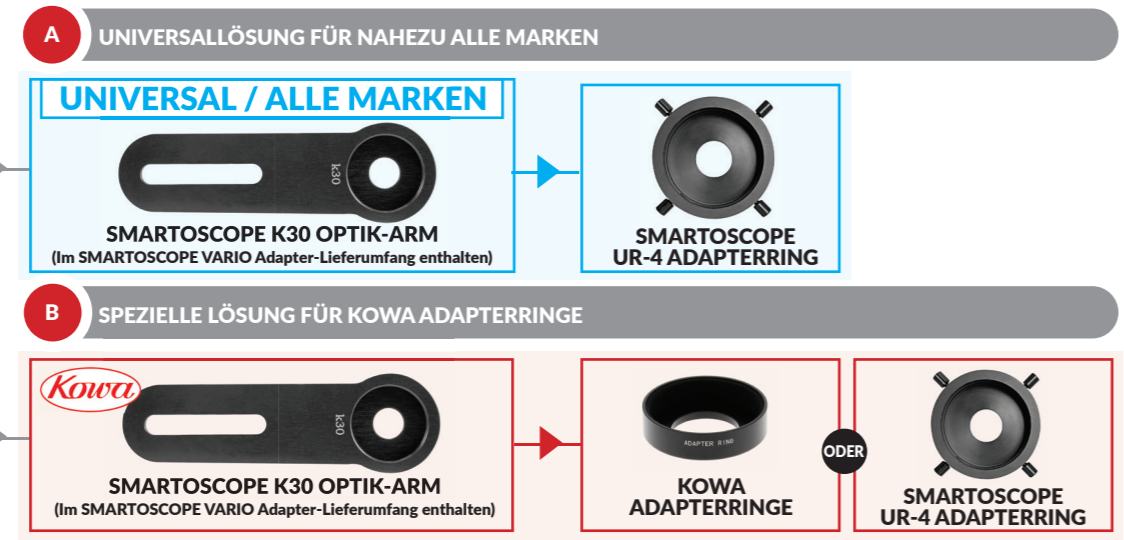 A
UNIVERSALLÖSUNG FÜR NAHEZU ALLE MARKEN
UNIVERSAL / ALLE MARKEN
k30
SMARTOSCOPE K30 OPTIK-ARM
(Im SMARTOSCOPE VARIO Adapter-Lieferumfang enthalten)
SMARTOSCOPE
UR-4 ADAPTERRING
B
SPEZIELLE LÖSUNG FÜR KOWA ADAPTERRINGE
Kowa
k30
SMARTOSCOPE K30 OPTIK-ARM
(Im SMARTOSCOPE VARIO Adapter-Lieferumfang enthalten)
ADAPTER RING
KOWA
ADAPTERRINGE
ODER
SMARTOSCOPE
UR-4 ADAPTERRING